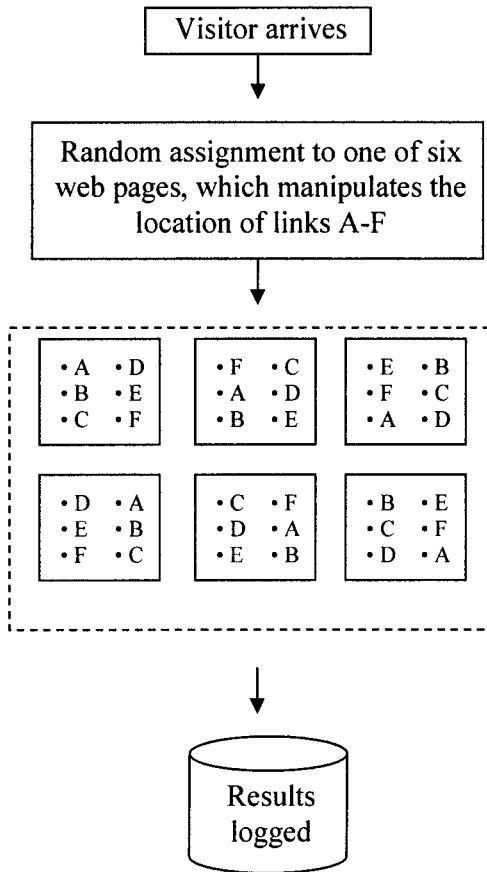 Visitor arrives
Random assignment to one of six
web pages, which manipulates the
location of links A-F
• A • D
• B • E
• C • F
• F • C
• A • D
• B • E
• E • B
• F • C
• A • D
• D • A
• E • B
• F • C
• C • F
• D • A
• E • B
• B • E
• C • F
• D • A
Results
logged